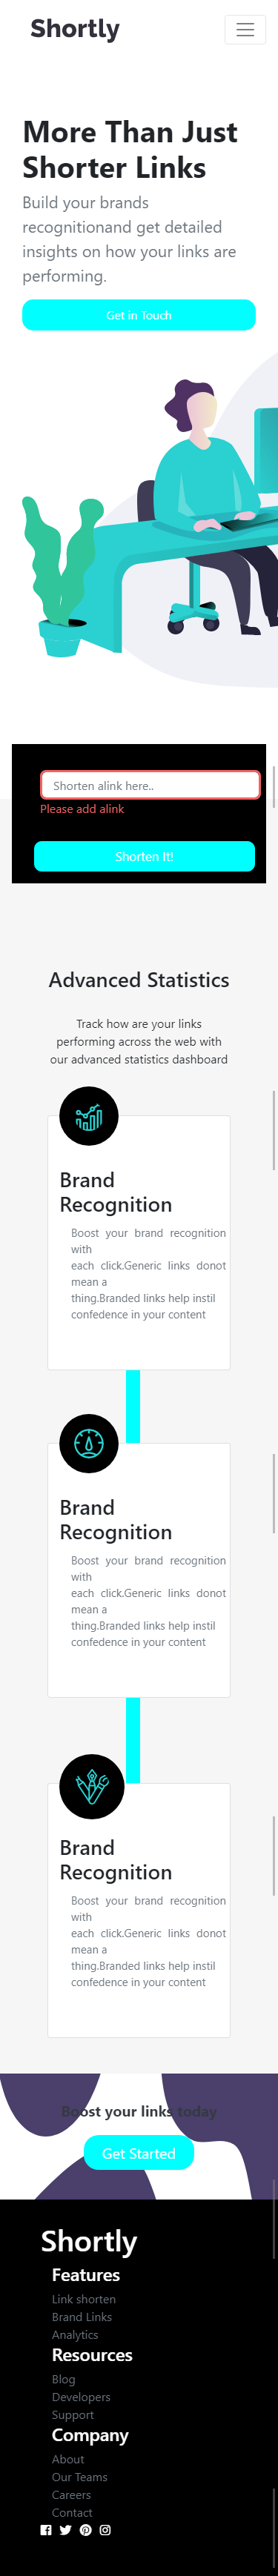 Shortly
More Than Just
Shorter Links
Build your brands
recognitionand get detailed
insights on how your links are
performing.
Get in Touch
Shorten alink here..
Please add alink
Shorten It!
Advanced Statistics
Track how are your links
performing across the web with
our advanced statistics dashboard
Brand
Recognition
Boost your brand recognition
with
each click.Generic links donot
mean a
thing.Branded links help instil
confedence in your content
Brand
Recognition
Boost your brand recognition
with
each click.Generic links donot
mean a
thing.Branded links help instil
confedence in your content
Brand
Recognition
Boost your brand recognition
with
each click.Generic links donot
mean a
thing.Branded links help instil
confedence in your content
Boost your links today
Get Started
Shortly
Features
Link shorten
Brand Links
Analytics
Resources
Blog
Developers
Support
Company
About
Our Teams
Careers
Contact